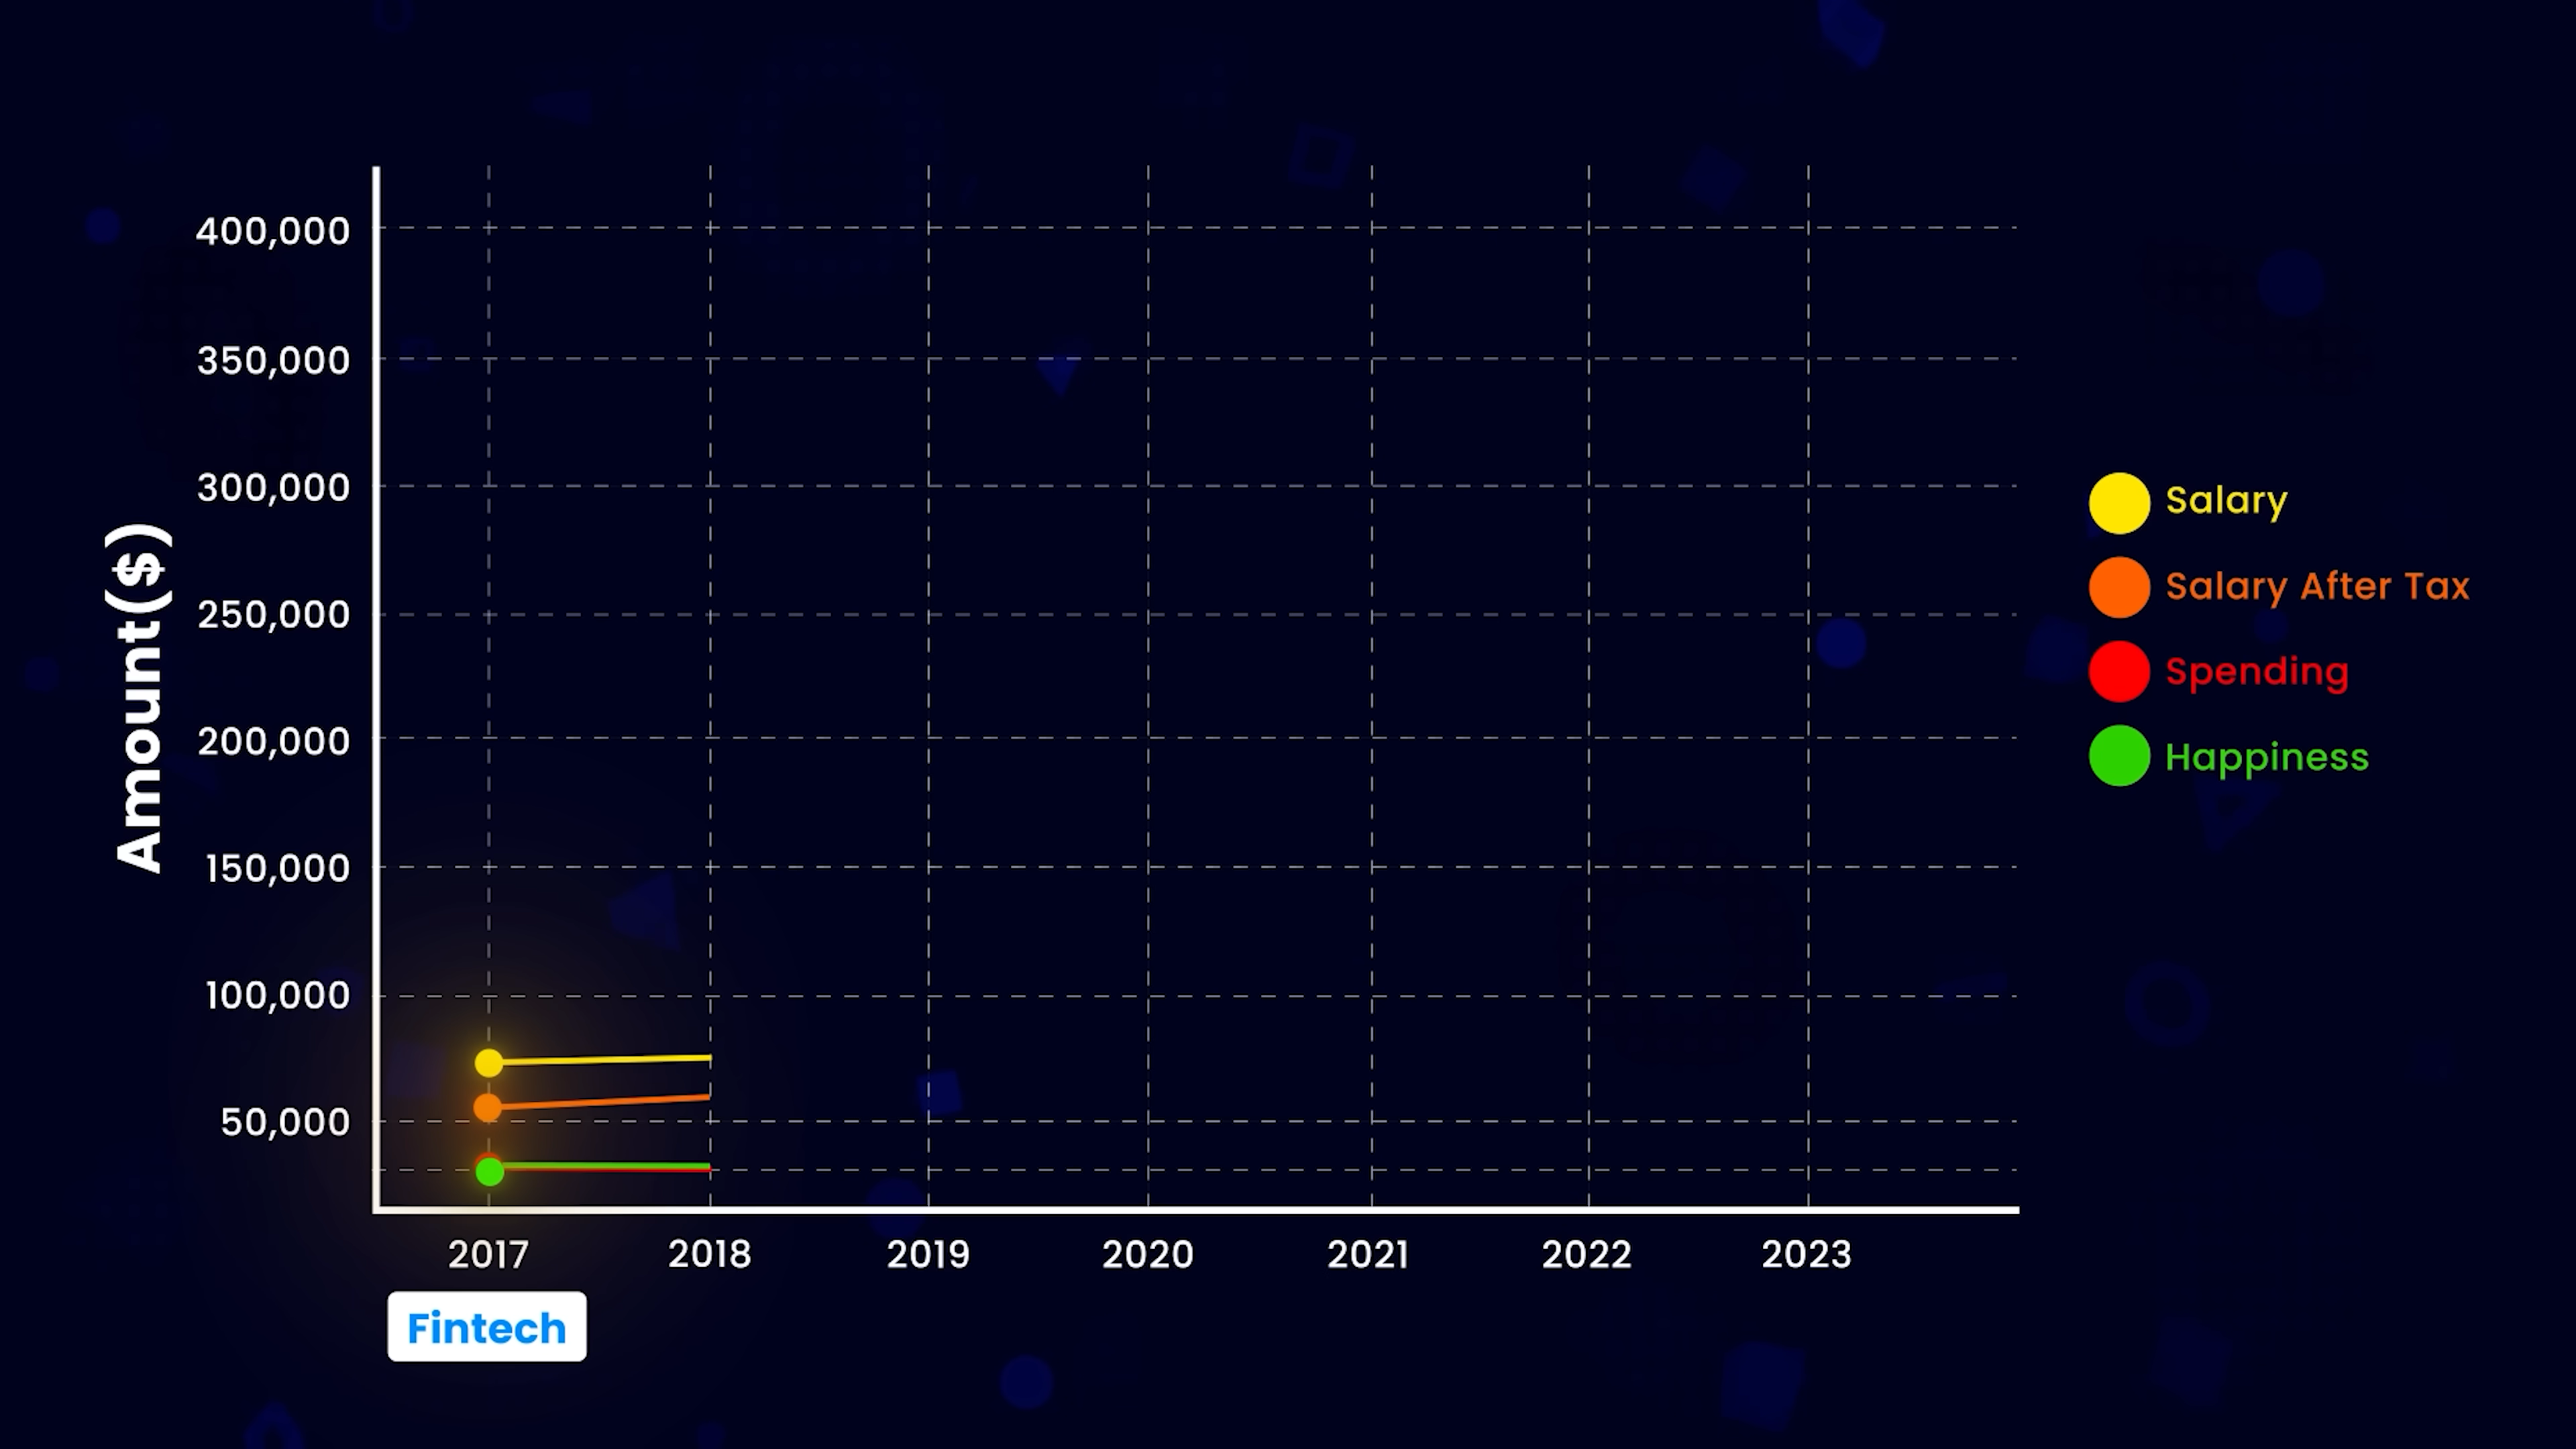 400,000
350,000
300,000
250,000
200,000
150,000
100,000
50,000
Amount($)
2017 2018 2019 2020 2021 2022 2023
Fintech
Salary
Salary After Tax
Spending
Happiness